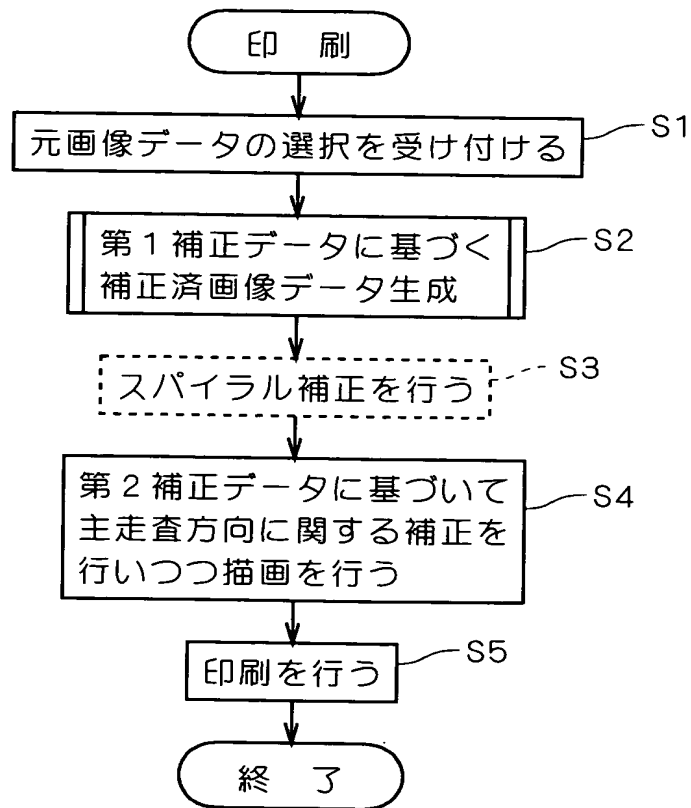 印 刷
元画像データの選択を受け付ける
S1
第1補正データに基づく
補正済画像データ生成
S2
スパイラル補正を行う
S3
第2補正データに基づいて
主走査方向に関する補正を
行いつつ描画を行う
S4
印刷を行う
S5
終 了